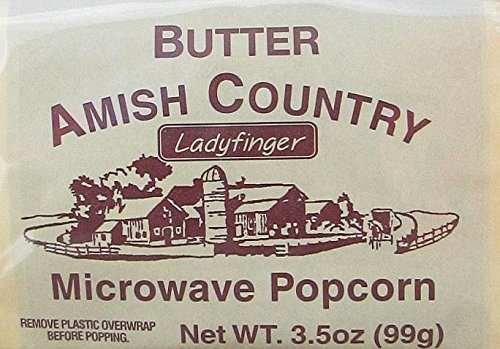 BUTTER
AMISH COUNTRY
Ladyfinger
Microwave Popcorn
REMOVE PLASTIC OVERWRAP
BEFORE POPPING.
Net WT. 3.5oz (99g)